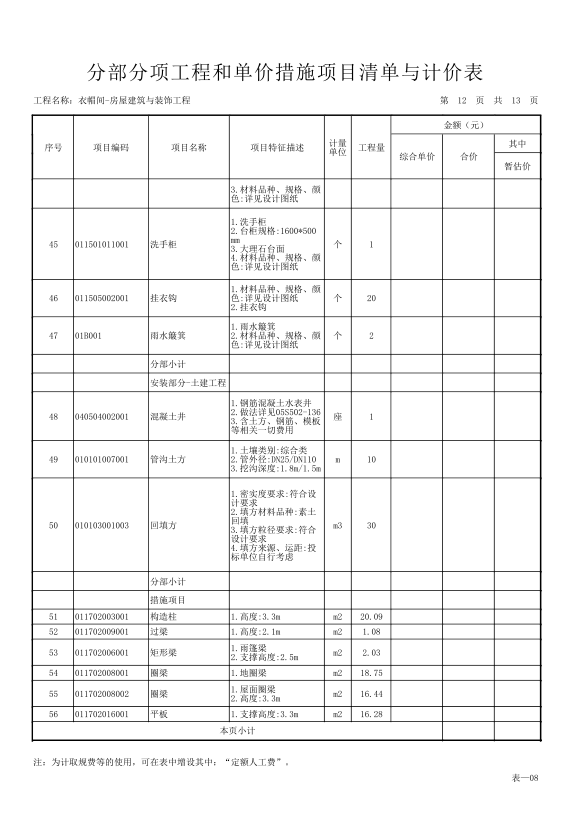 分部分项工程和单价措施项目清单与计价表
工程名称: 衣帽间-房屋建筑与装饰工程 第 12 页 共 13 页
序号 项目编码 项目名称 项目特征描述 计量单位 工程量 金额（元）
综合单价 合价 其中
暂估价
3.材料品种、规格、颜
色:详见设计图纸
45 011501011001 洗手柜 1.洗手柜
2.台柜规格:1600*500
mm
3.大理石台面
4.材料品种、规格、颜
色:详见设计图纸 个 1
46 011505002001 挂衣钩 1.材料品种、规格、颜
色:详见设计图纸
2.挂衣钩 个 20
47 01B001 雨水簸箕 1.雨水簸箕
2.材料品种、规格、颜
色:详见设计图纸 个 2
分部小计
安装部分-土建工程
48 040504002001 混凝土井 1.钢筋混凝土水表井
2.做法详见05S502-136
3.含土方、钢筋、模板
等相关一切费用 座 1
49 010101007001 管沟土方 1.土壤类别:综合类
2.管外径:DN25/DN110
3.挖沟深度:1.8m/1.5m m 10
50 010103001003 回填方 1.密实度要求:符合设
计要求
2.填方材料品种:素土
回填
3.填方粒径要求:符合
设计要求
4.填方来源、运距:投
标单位自行考虑 m3 30
分部小计
措施项目
51 011702003001 构造柱 1.高度:3.3m m2 20.09
52 011702009001 过梁 1.高度:2.1m m2 1.08
53 011702006001 矩形梁 1.雨篷梁
2.支撑高度:2.5m m2 2.03
54 011702008001 圈梁 1.地圈梁 m2 18.75
55 011702008002 圈梁 1.屋面圈梁
2.高度:3.3m m2 16.44
56 011702016001 平板 1.支撑高度:3.3m m2 16.28
本页小计
注: 为计取规费等的使用，可在表中增设其中: “定额人工费”。
表—08